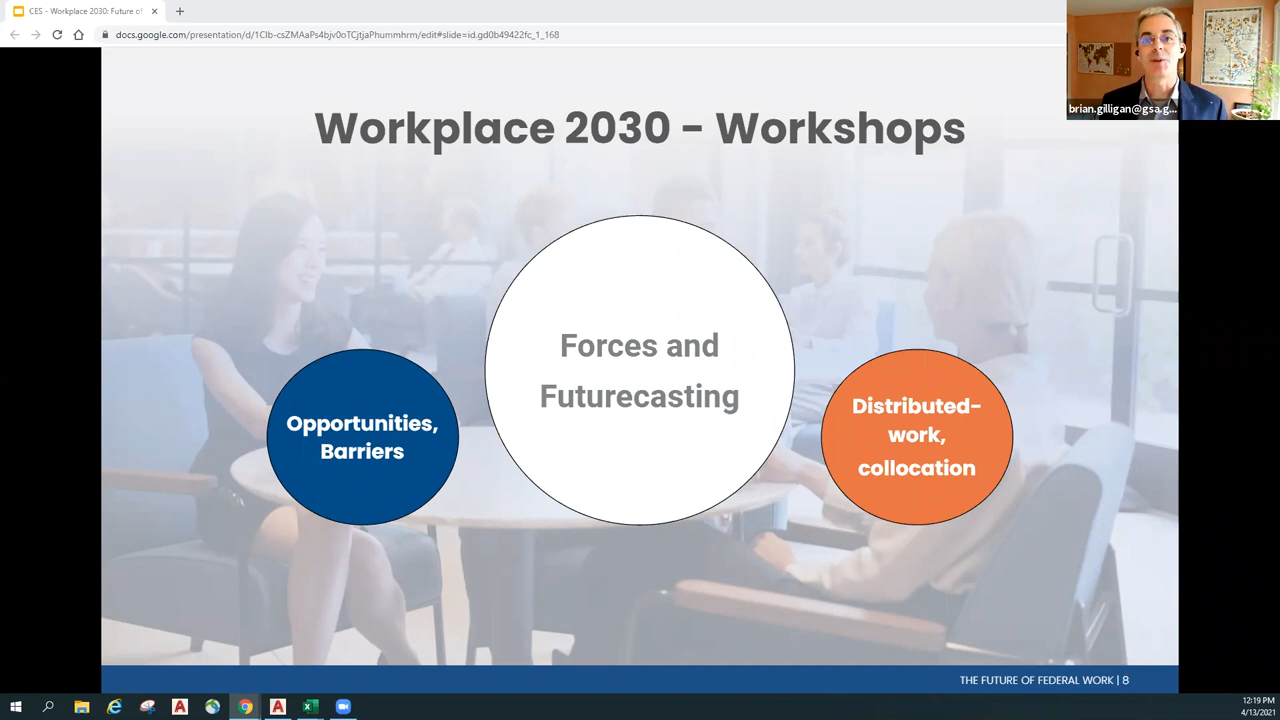 CES - Workplace 2030: Future of
docs.google.com/presentation/d/1CIb-csZMAaPs4bjv0oTCjtjaPhummhrm/edit#slide=id.gd0b49422fc_1_168
brian.gilligan@gsa.g...
Workplace 2030 - Workshops
Forces and
Futurecasting
Opportunities,
Barriers
Distributed-
work,
collocation
THE FUTURE OF FEDERAL WORK | 8
12:19 PM
4/13/2021